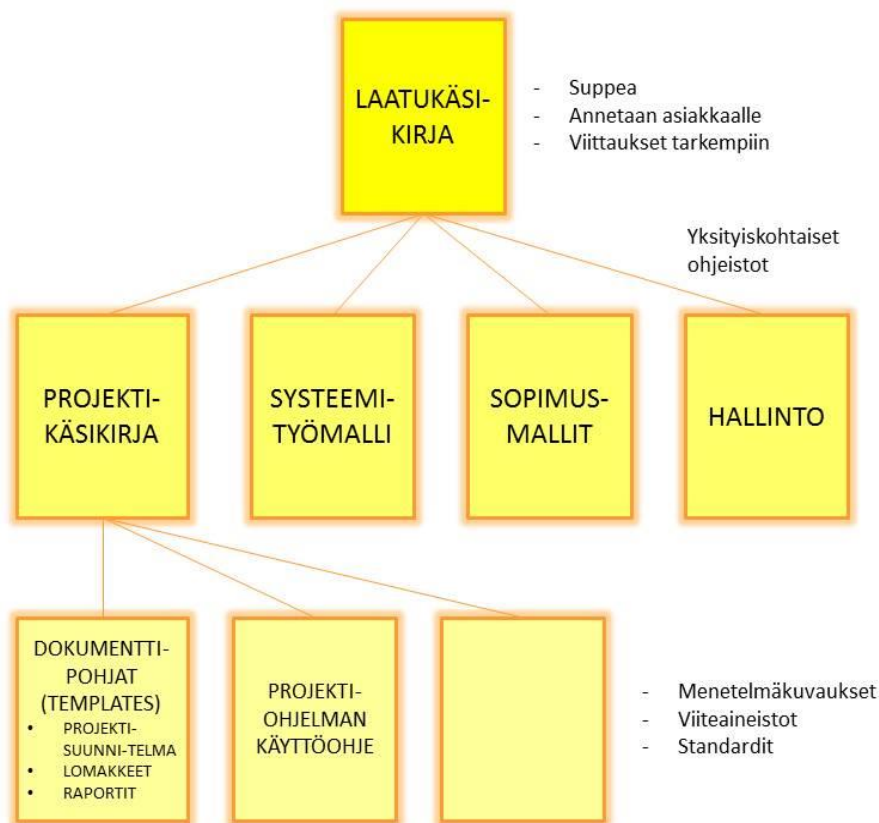 LAATUKÄSI-
KIRJA
- Suppea
- Annetaan asiakkaalle
- Viittaukset tarkempiin
Yksityiskohtaiset
ohjeistot
PROJEKTI-
KÄSIKIRJA
SYSTEEMI-
TYÖMALLI
SOPIMUS-
MALLIT
HALLINTO
DOKUMENTTI-
POHJAT
(TEMPLATES)
• PROJEKTI-
SUUNNI-TELMA
• LOMAKKEET
• RAPORTIT
PROJEKTI-
OHJELMAN
KÄYTTÖOHJE
- Menetelmäkuvaukset
- Viiteaineistot
- Standardit